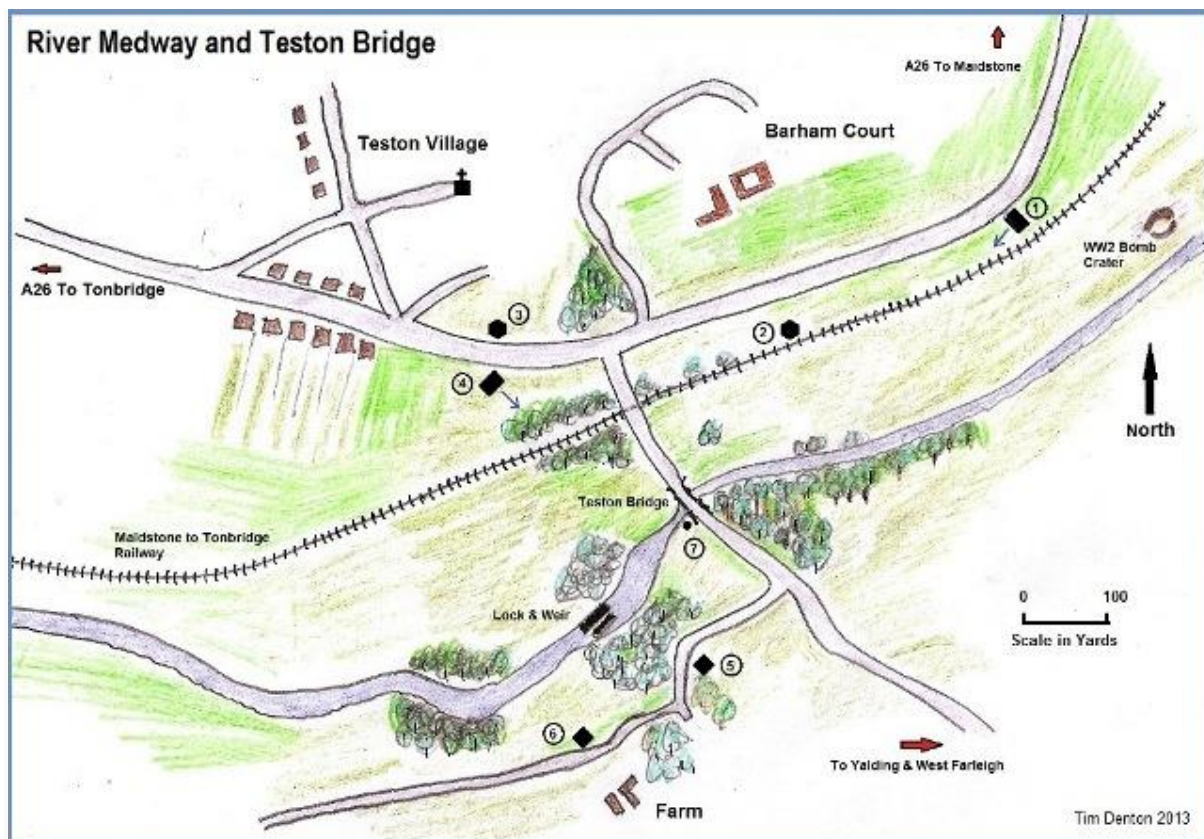 River Medway and Teston Bridge
A26 To Maidstone
Teston Village
Barham Court
1
WW2 Bomb
Crater
A26 To Tonbridge
3
2
4
North
Teston Bridge
Maidstone to Tonbridge
Railway
7
0 100
Scale in Yards
Lock & Weir
5
6
To Yalding & West Farleigh
Farm
Tim Denton 2013